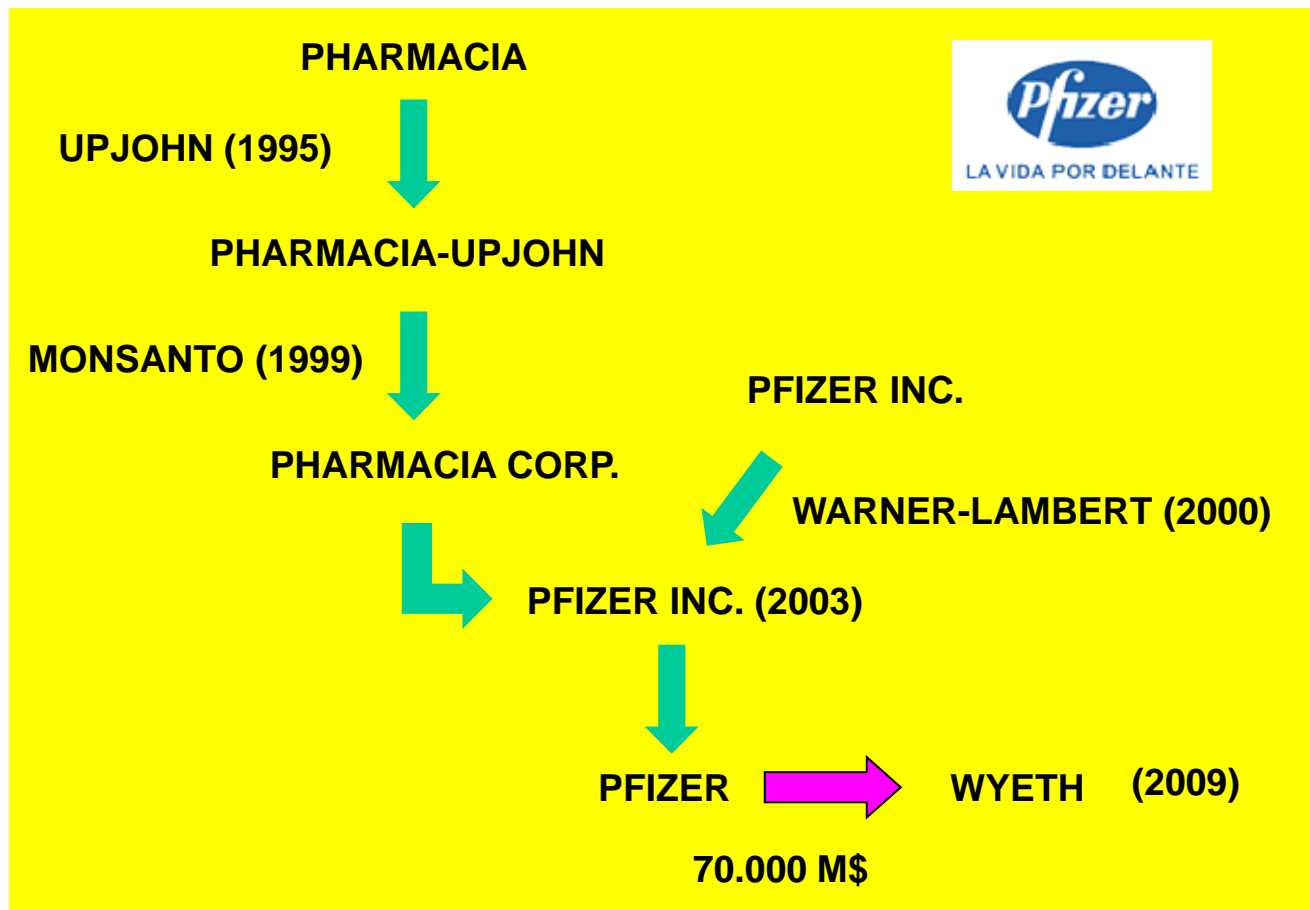 PHARMACIA
Pfizer
LA VIDA POR DELANTE
UPJOHN (1995)
PHARMACIA-UPJOHN
MONSANTO (1999)
PFIZER INC.
PHARMACIA CORP.
WARNER-LAMBERT (2000)
PFIZER INC. (2003)
PFIZER
WYETH
(2009)
70.000 M$